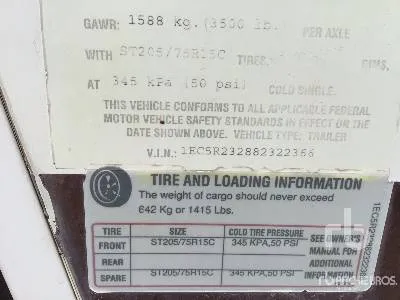 GAWR: 1588 kg. (3500 lb.) PER AXLE
WITH ST205/75R15C TIRES, RIMS,
AT 345 kPa (50 psi) COLD SINGLE.
THIS VEHICLE CONFORMS TO ALL APPLICABLE FEDERAL
MOTOR VEHICLE SAFETY STANDARDS IN EFFECT ON THE
DATE SHOWN ABOVE. VEHICLE TYPE: TRAILER
V.I.N.: 1EC5R232882322366
TIRE AND LOADING INFORMATION
The weight of cargo should never exceed
642 Kg or 1415 Lbs.
TIRE SIZE COLD TIRE PRESSURE SEE OWNER'S
FRONT ST205/75R15C 345 KPA,50 PSI MANUAL FOR
REAR ADDITIONAL
SPARE ST205/75R15C 345 KPA,50 PSI INFORMATION